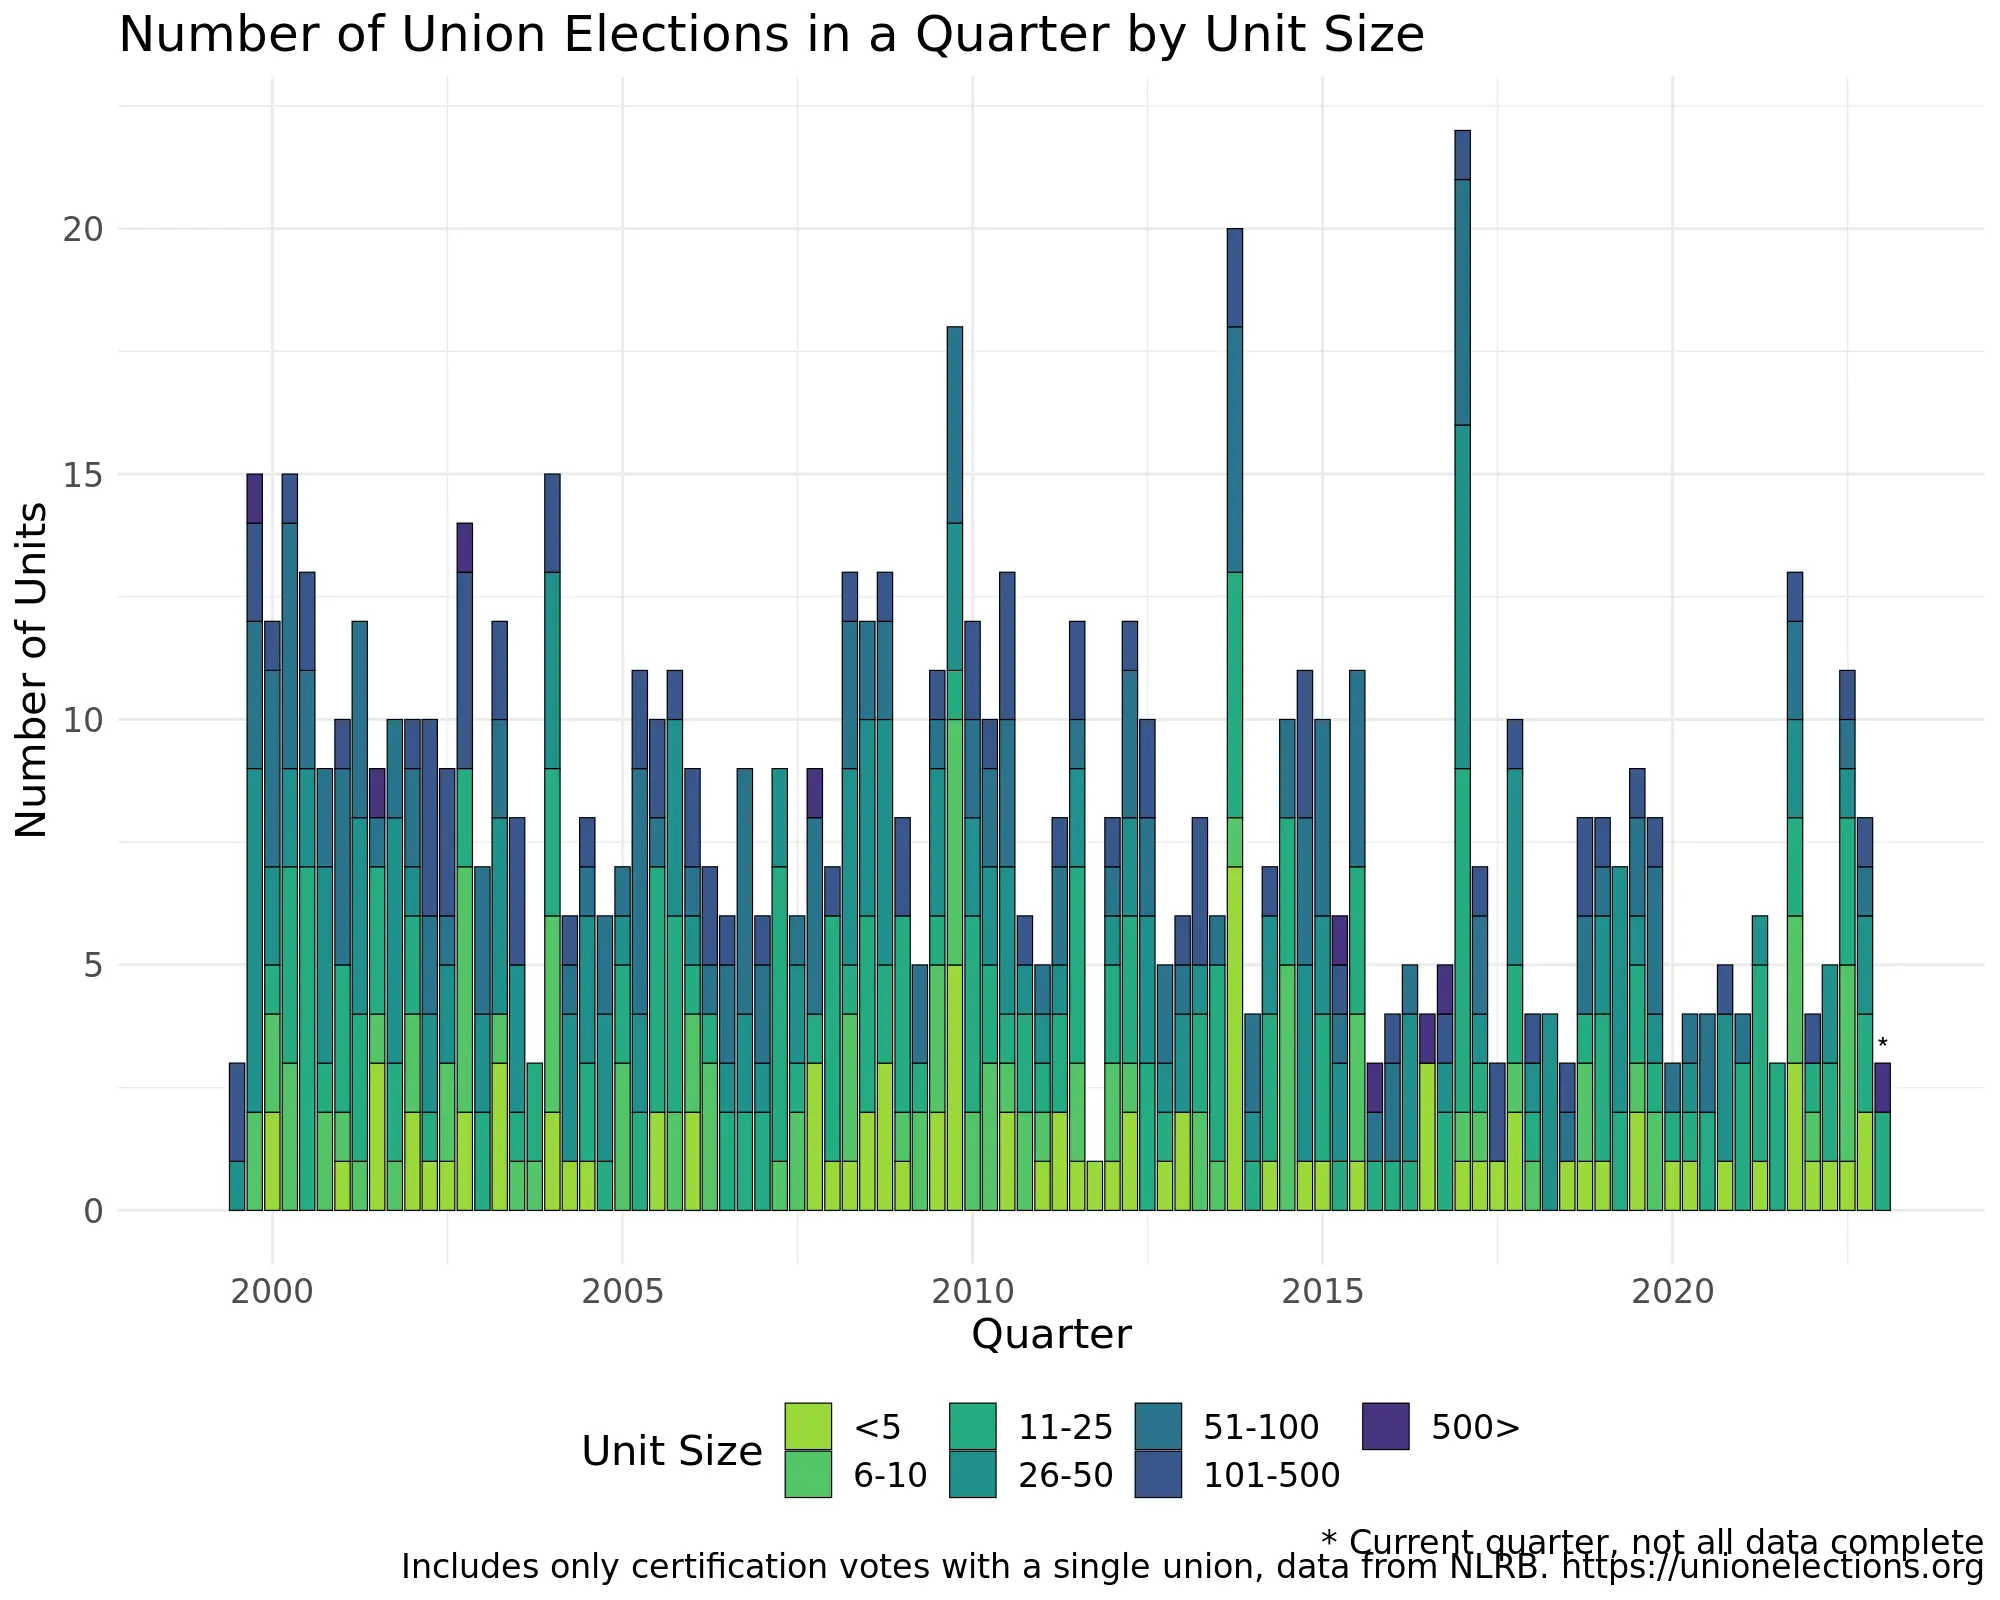 Number of Union Elections in a Quarter by Unit Size
Number of Units
20
15
10
5
0
*
2000 2005 2010 2015 2020
Quarter
Unit Size
<5 11-25 51-100 500>
6-10 26-50 101-500
* Current quarter, not all data complete
Includes only certification votes with a single union, data from NLRB. https://unionelections.org